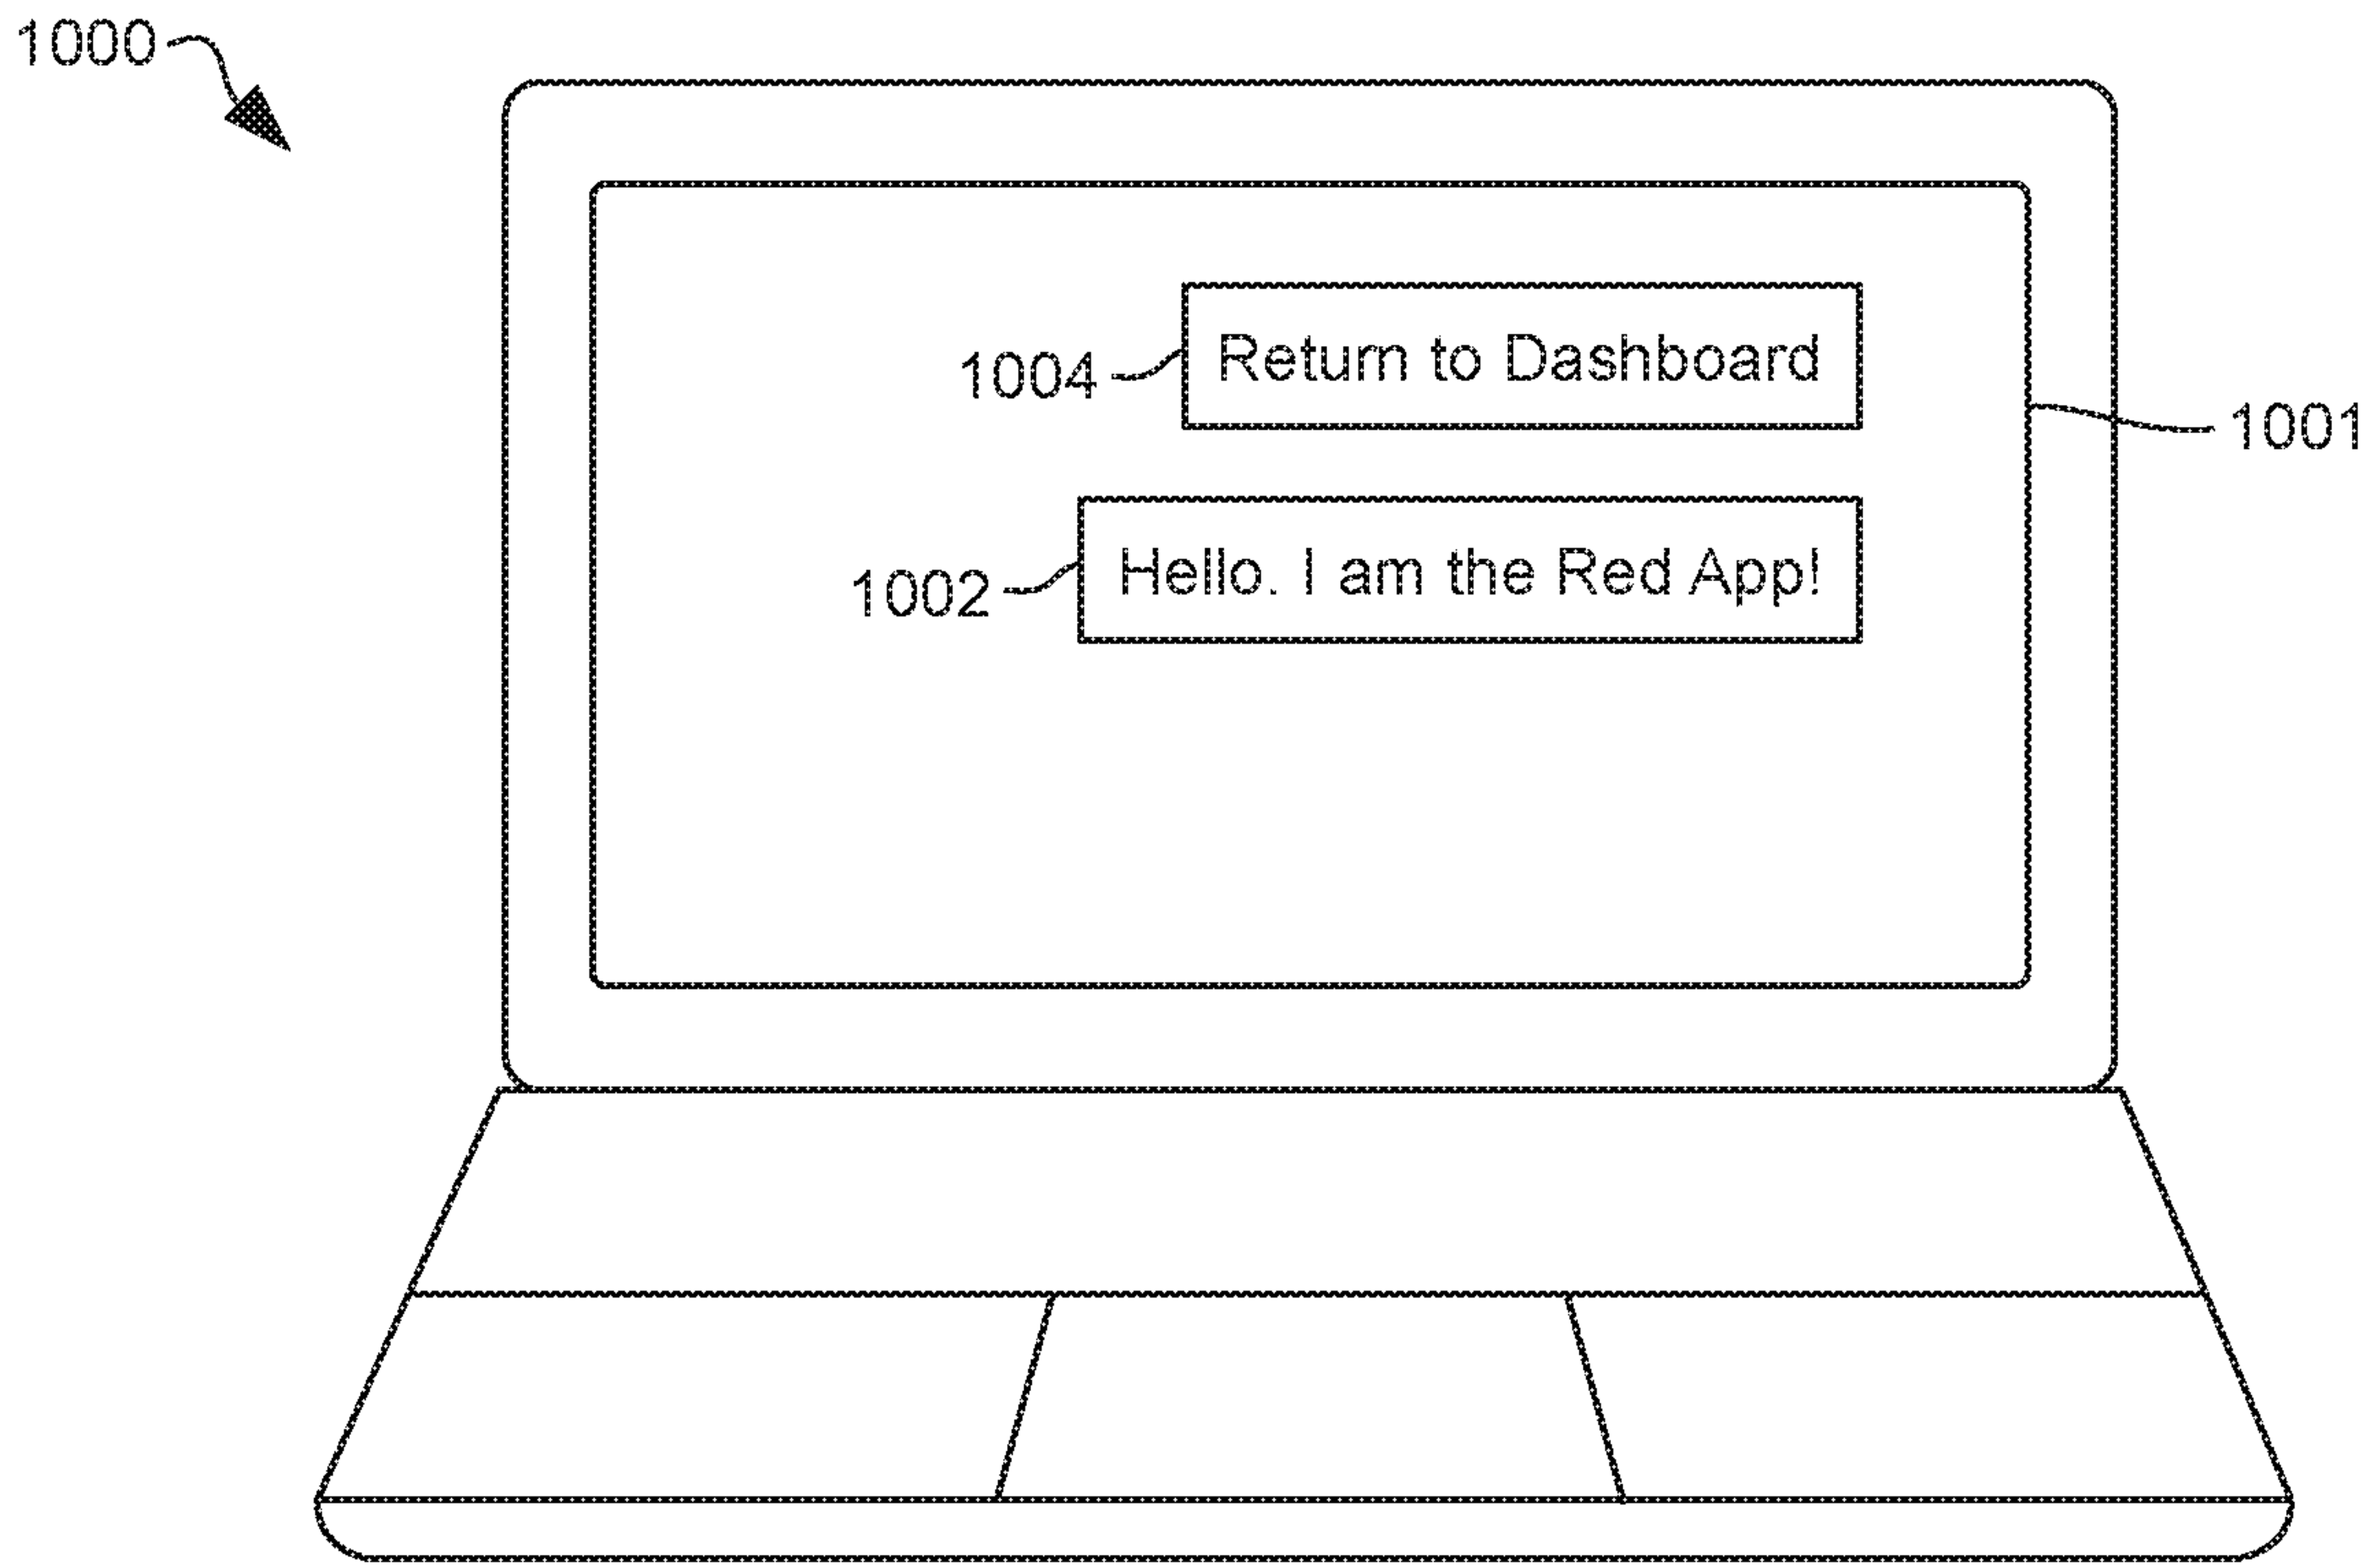 1000
Return to Dashboard
1004
1001
Hello. I am the Red App!
1002